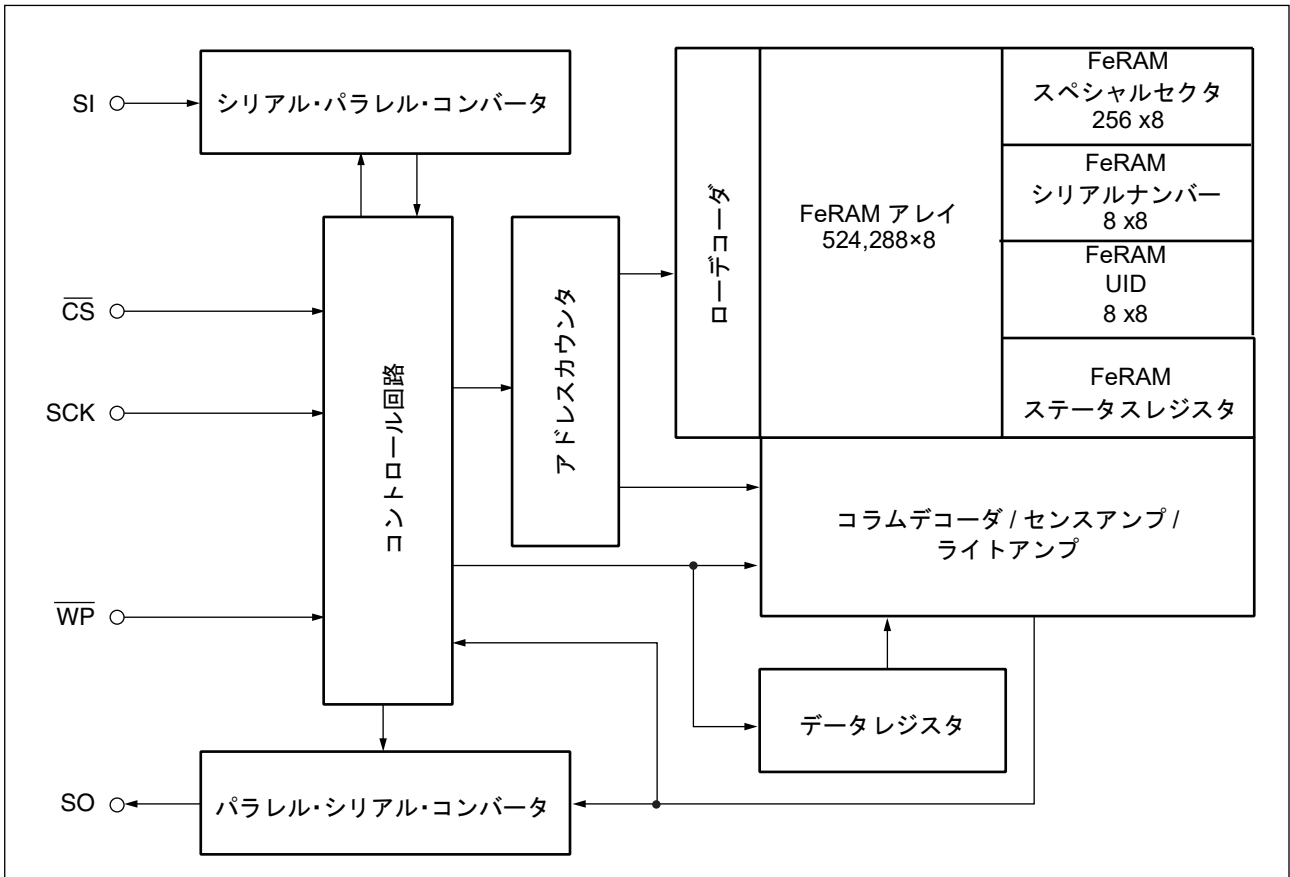 SI
シリアル・パラレル・コンバータ
FeRAM
スペシャルセクタ
256 x8
FeRAM
シリアルナンバー
8 x8
FeRAM
UID
8 x8
FeRAM
ステータスレジスタ
ローデコーダ
FeRAM アレイ
524,288×8
CS
SCK
WP
コントロール回路
アドレスカウンタ
コラムデコーダ / センスアンプ /
ライトアンプ
データレジスタ
SO
パラレル・シリアル・コンバータ